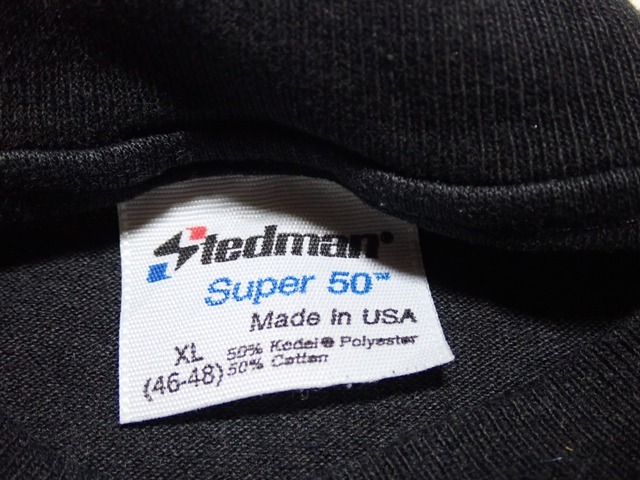 Stedman®
Super 50™
Made in USA
XL
50% Kodel® Polyester
(46-48) 50% Cotton